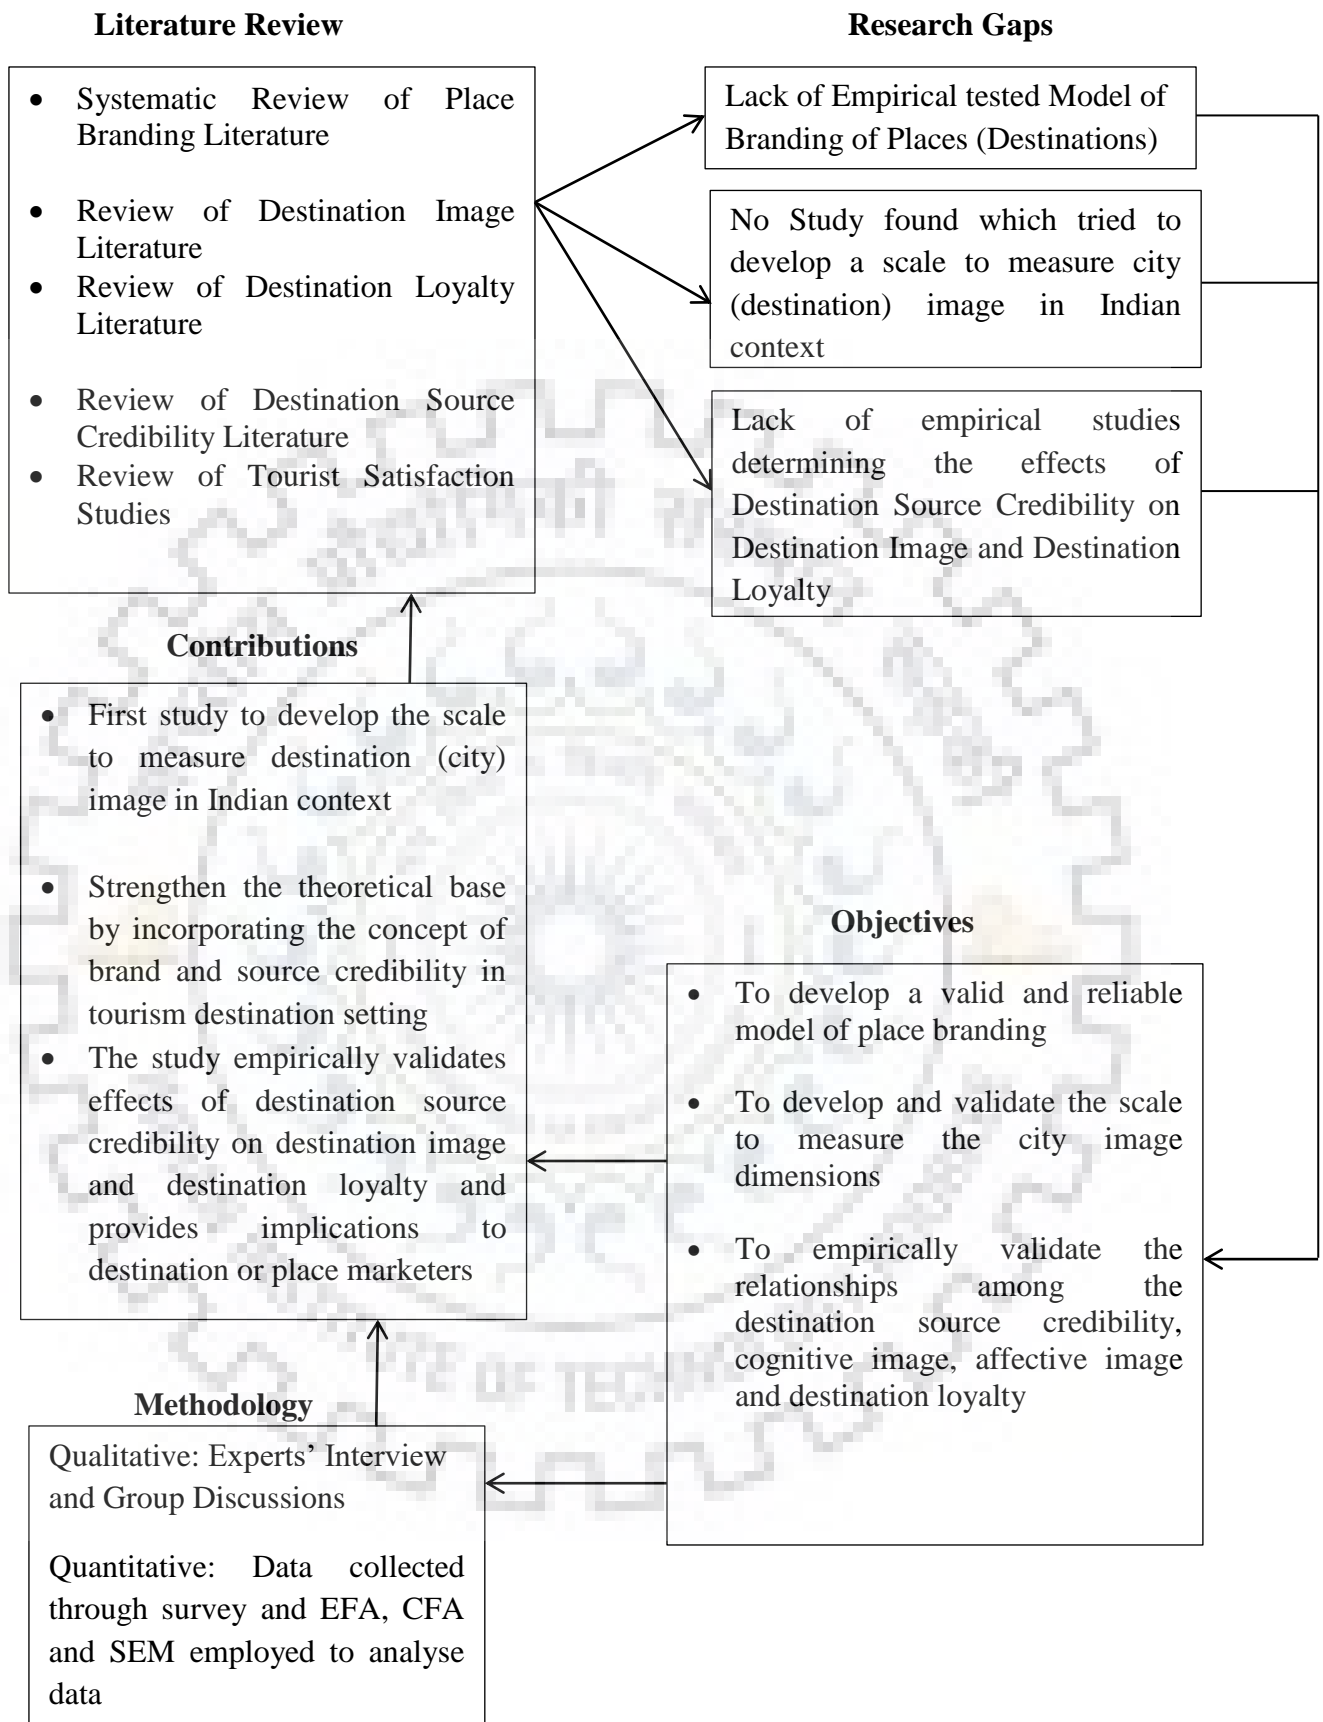 Literature Review
• Systematic Review of Place
Branding Literature
• Review of Destination Image
Literature
• Review of Destination Loyalty
Literature
• Review of Destination Source
Credibility Literature
• Review of Tourist Satisfaction
Studies
Research Gaps
Lack of Empirical tested Model of
Branding of Places (Destinations)
No Study found which tried to
develop a scale to measure city
(destination) image in Indian
context
Lack of empirical studies
determining the effects of
Destination Source Credibility on
Destination Image and Destination
Loyalty
Contributions
• First study to develop the scale
to measure destination (city)
image in Indian context
• Strengthen the theoretical base
by incorporating the concept of
brand and source credibility in
tourism destination setting
• The study empirically validates
effects of destination source
credibility on destination image
and destination loyalty and
provides implications to
destination or place marketers
Objectives
• To develop a valid and reliable
model of place branding
• To develop and validate the scale
to measure the city image
dimensions
• To empirically validate the
relationships among the
destination source credibility,
cognitive image, affective image
and destination loyalty
Methodology
Qualitative: Experts’ Interview
and Group Discussions
Quantitative: Data collected
through survey and EFA, CFA
and SEM employed to analyse
data